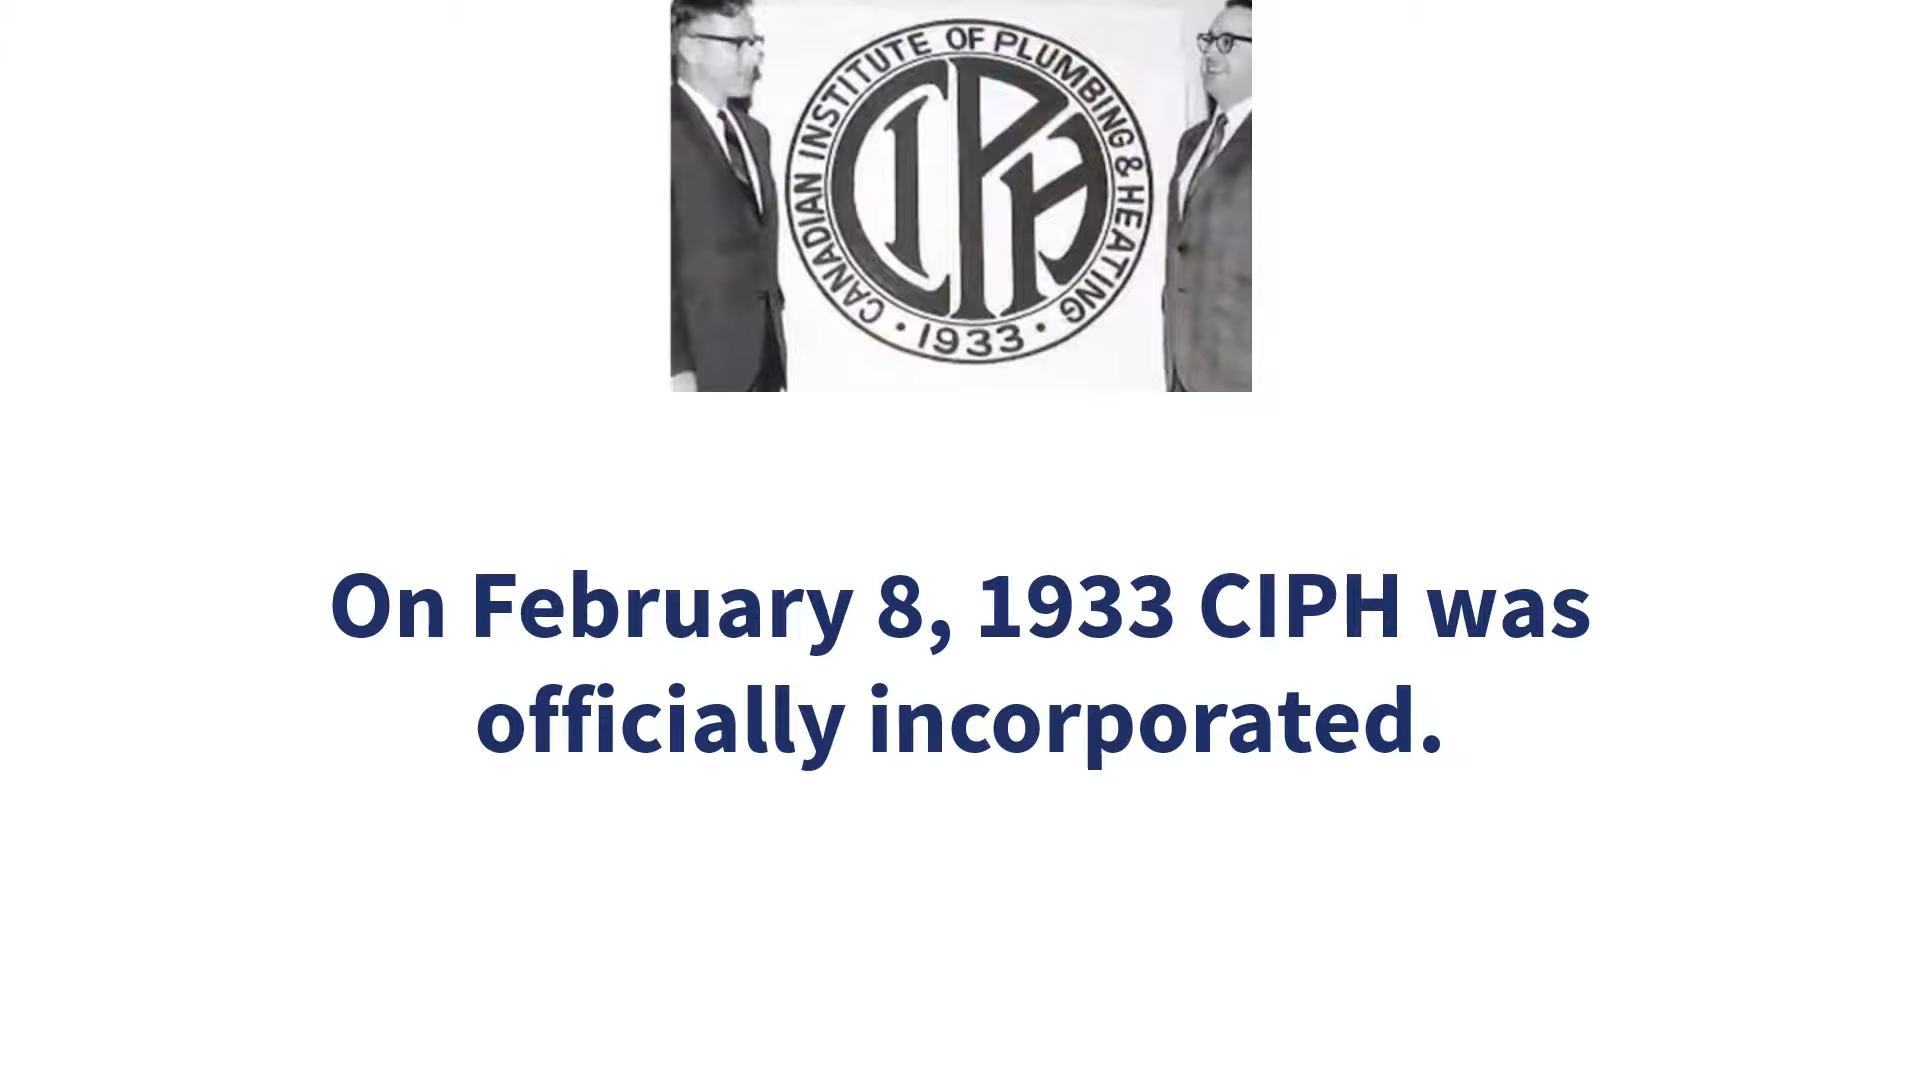 CANADIAN INSTITUTE OF PLUMBING & HEATING
CIPH
• 1933 •
On February 8, 1933 CIPH was
officially incorporated.